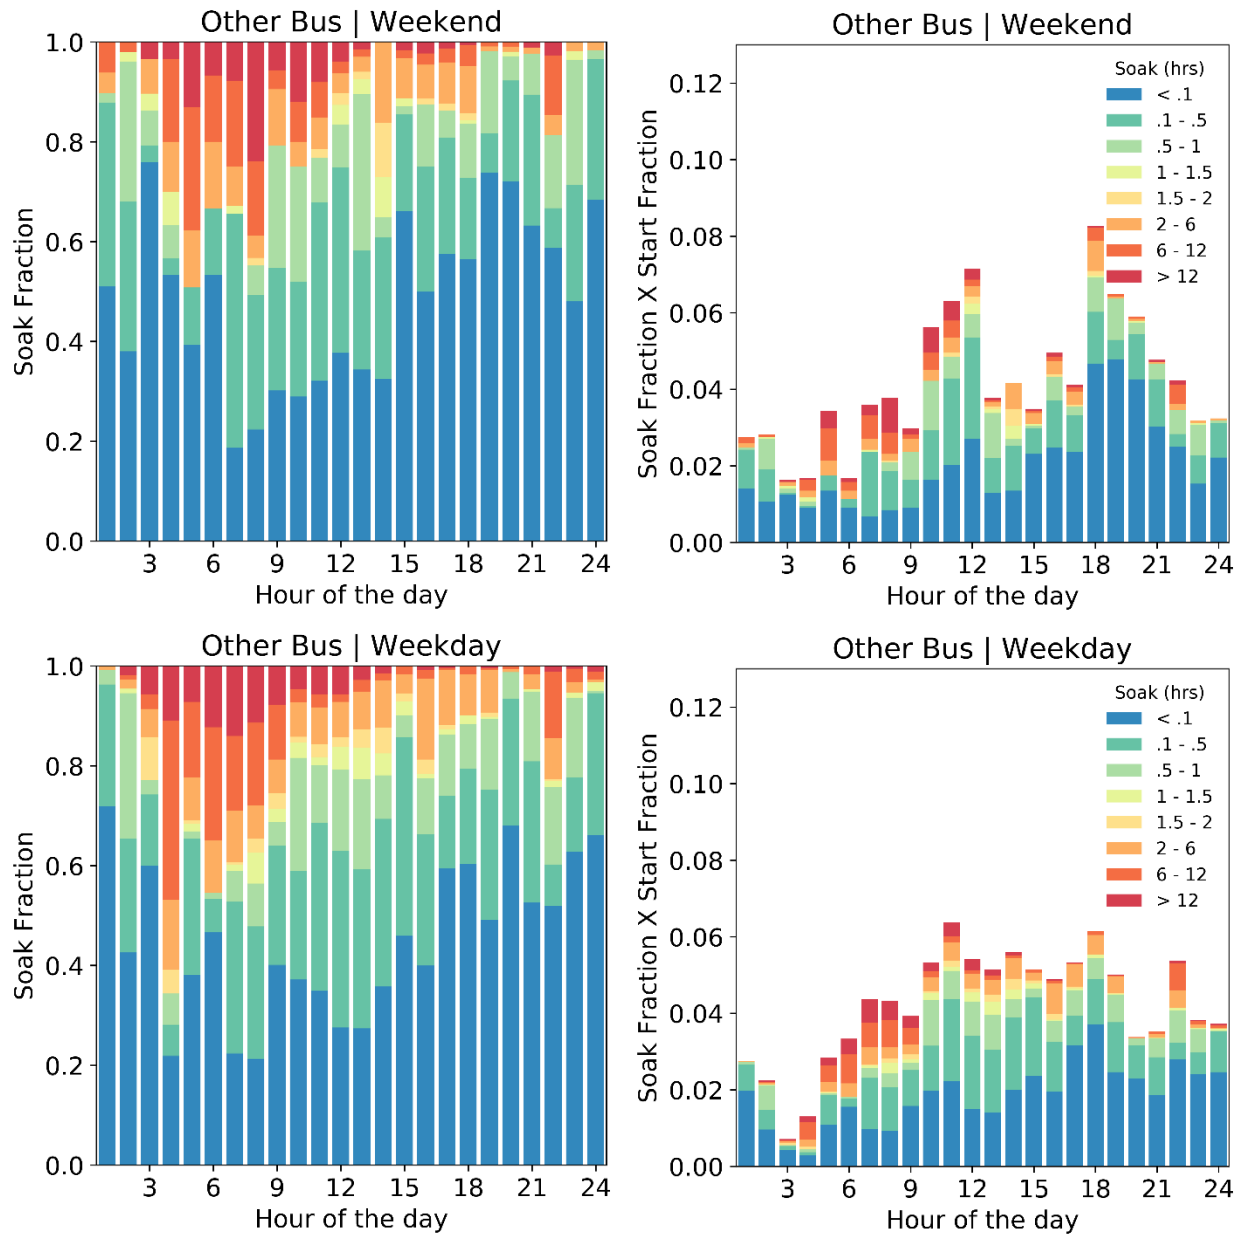 Other Bus | Weekend
1.0
0.8
0.6
0.4
0.2
0.0
Soak Fraction
3 6 9 12 15 18 21 24
Hour of the day
Other Bus | Weekend
0.12
0.10
0.08
0.06
0.04
0.02
0.00
Soak Fraction X Start Fraction
Soak (hrs)
< .1
.1 - .5
.5 - 1
1 - 1.5
1.5 - 2
2 - 6
6 - 12
> 12
3 6 9 12 15 18 21 24
Hour of the day
Other Bus | Weekday
1.0
0.8
0.6
0.4
0.2
0.0
Soak Fraction
3 6 9 12 15 18 21 24
Hour of the day
Other Bus | Weekday
0.12
0.10
0.08
0.06
0.04
0.02
0.00
Soak Fraction X Start Fraction
Soak (hrs)
< .1
.1 - .5
.5 - 1
1 - 1.5
1.5 - 2
2 - 6
6 - 12
> 12
3 6 9 12 15 18 21 24
Hour of the day